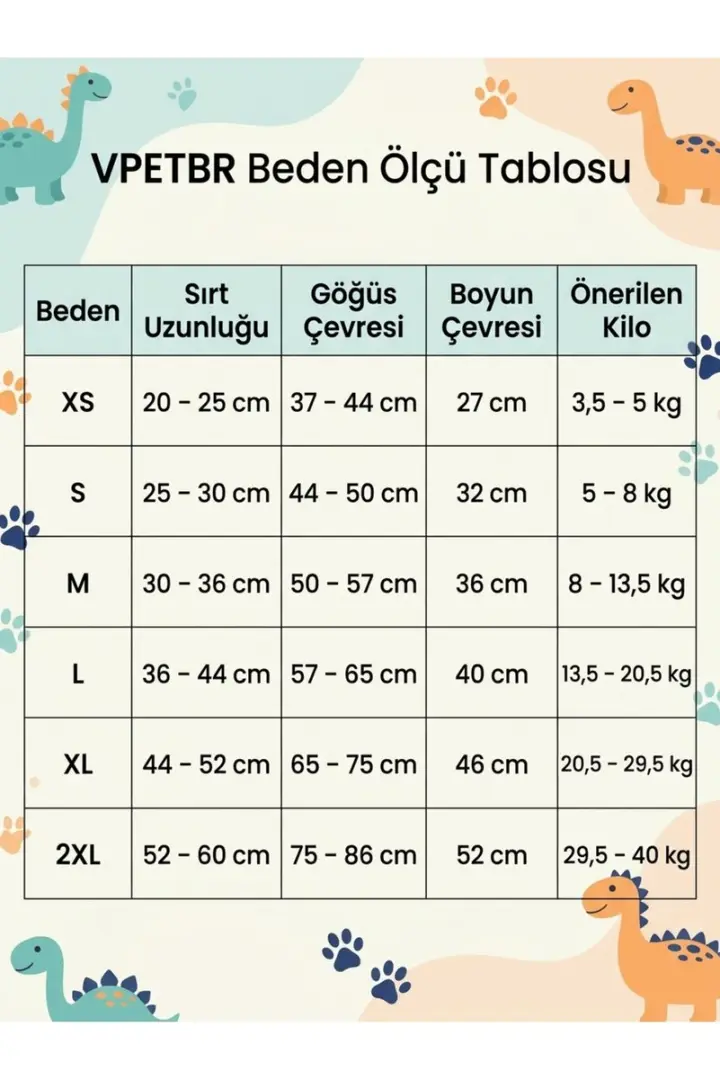 VPETBR Beden Ölçü Tablosu
Beden Sırt Uzunluğu Göğüs Çevresi Boyun Çevresi Önerilen Kilo
XS 20 – 25 cm 37 – 44 cm 27 cm 3,5 – 5 kg
S 25 – 30 cm 44 – 50 cm 32 cm 5 – 8 kg
M 30 – 36 cm 50 – 57 cm 36 cm 8 – 13,5 kg
L 36 – 44 cm 57 – 65 cm 40 cm 13,5 – 20,5 kg
XL 44 – 52 cm 65 – 75 cm 46 cm 20,5 – 29,5 kg
2XL 52 – 60 cm 75 – 86 cm 52 cm 29,5 – 40 kg